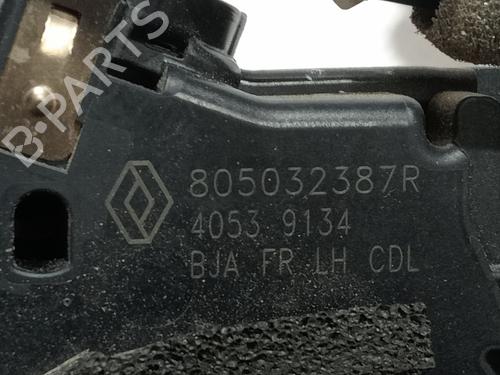 B-PARTS
805032387R
4053 9134
BJA FR LH CDL